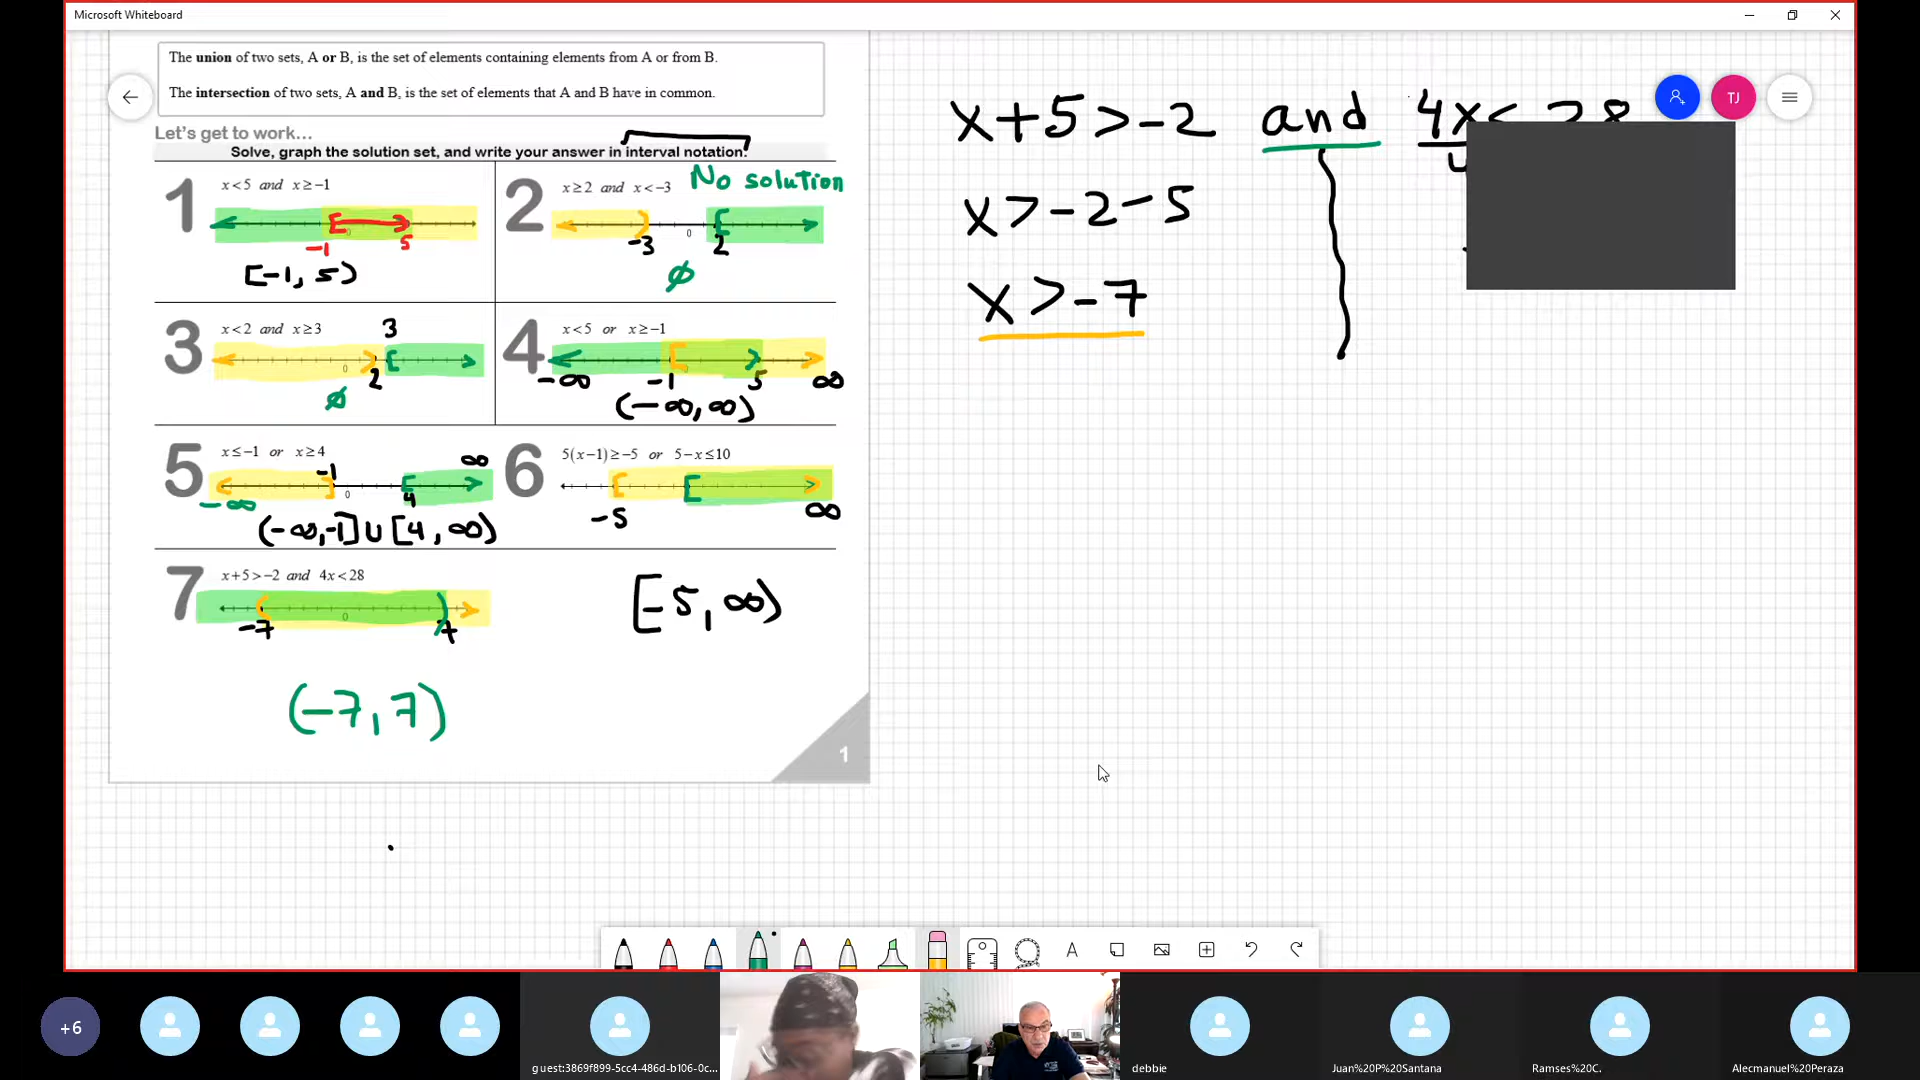 Microsoft Whiteboard
The union of two sets, A or B, is the set of elements containing elements from A or from B.
The intersection of two sets, A and B, is the set of elements that A and B have in common.
Let's get to work...
Solve, graph the solution set, and write your answer in interval notation.
1 x<5 and x≥-1
-1 0 5
[-1, 5)
2 x≥2 and x<-3 No solution
-3 0 2
∅
3 x<2 and x≥3 3
0 2
∅
4 x<5 or x≥-1
-∞ -1 0 5 ∞
(-∞, ∞)
5 x≤-1 or x≥4
-∞ -1 0 4 ∞
(-∞,-1]∪[4, ∞)
6 5(x-1)≥-5 or 5-x≤10
-5 ∞
[-5, ∞)
7 x+5>-2 and 4x<28
-7 0 7
(-7, 7)
1
x+5>-2 and 4x< 28
x>-2-5
x>-7
TJ
A
+6
guest:3869f899-5cc4-486d-b106-0c...
debbie
Juan%20P%20Santana
Ramses%20C.
Alecmanuel%20Peraza